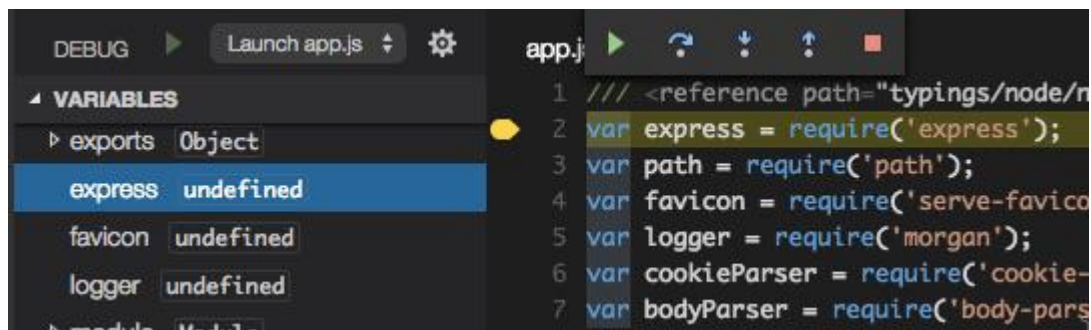 DEBUG Launch app.js
VARIABLES
exports Object
express undefined
favicon undefined
logger undefined
module Module
app.j
1 /// <reference path="typings/node/n
2 var express = require('express');
3 var path = require('path');
4 var favicon = require('serve-favico
5 var logger = require('morgan');
6 var cookieParser = require('cookie-
7 var bodyParser = require('body-pars